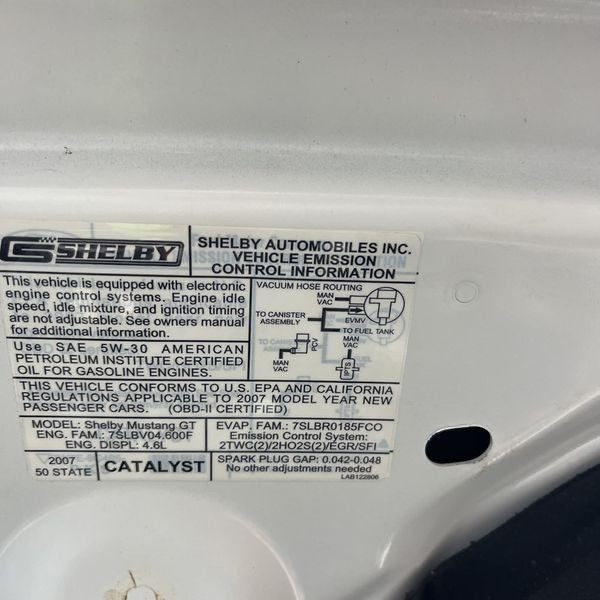 SHELBY
SHELBY AUTOMOBILES INC.
VEHICLE EMISSION
CONTROL INFORMATION
This vehicle is equipped with electronic
engine control systems. Engine idle
speed, idle mixture, and ignition timing
are not adjustable. See owners manual
for additional information.
VACUUM HOSE ROUTING
MAN
VAC
TO CANISTER
ASSEMBLY
EVMV
TO FUEL TANK
MAN
VAC
PCV
MAN
VAC
IPTS
Use SAE 5W-30 AMERICAN
PETROLEUM INSTITUTE CERTIFIED
OIL FOR GASOLINE ENGINES.
THIS VEHICLE CONFORMS TO U.S. EPA AND CALIFORNIA
REGULATIONS APPLICABLE TO 2007 MODEL YEAR NEW
PASSENGER CARS. (OBD-II CERTIFIED)
MODEL: Shelby Mustang GT
ENG. FAM.: 7SLBV04.600F
ENG. DISPL: 4.6L
EVAP. FAM.: 7SLBR0185FCO
Emission Control System:
2TWC(2)/2HO2S(2)/EGR/SFI
2007
50 STATE
CATALYST
SPARK PLUG GAP: 0.042-0.048
No other adjustments needed
LAB122806